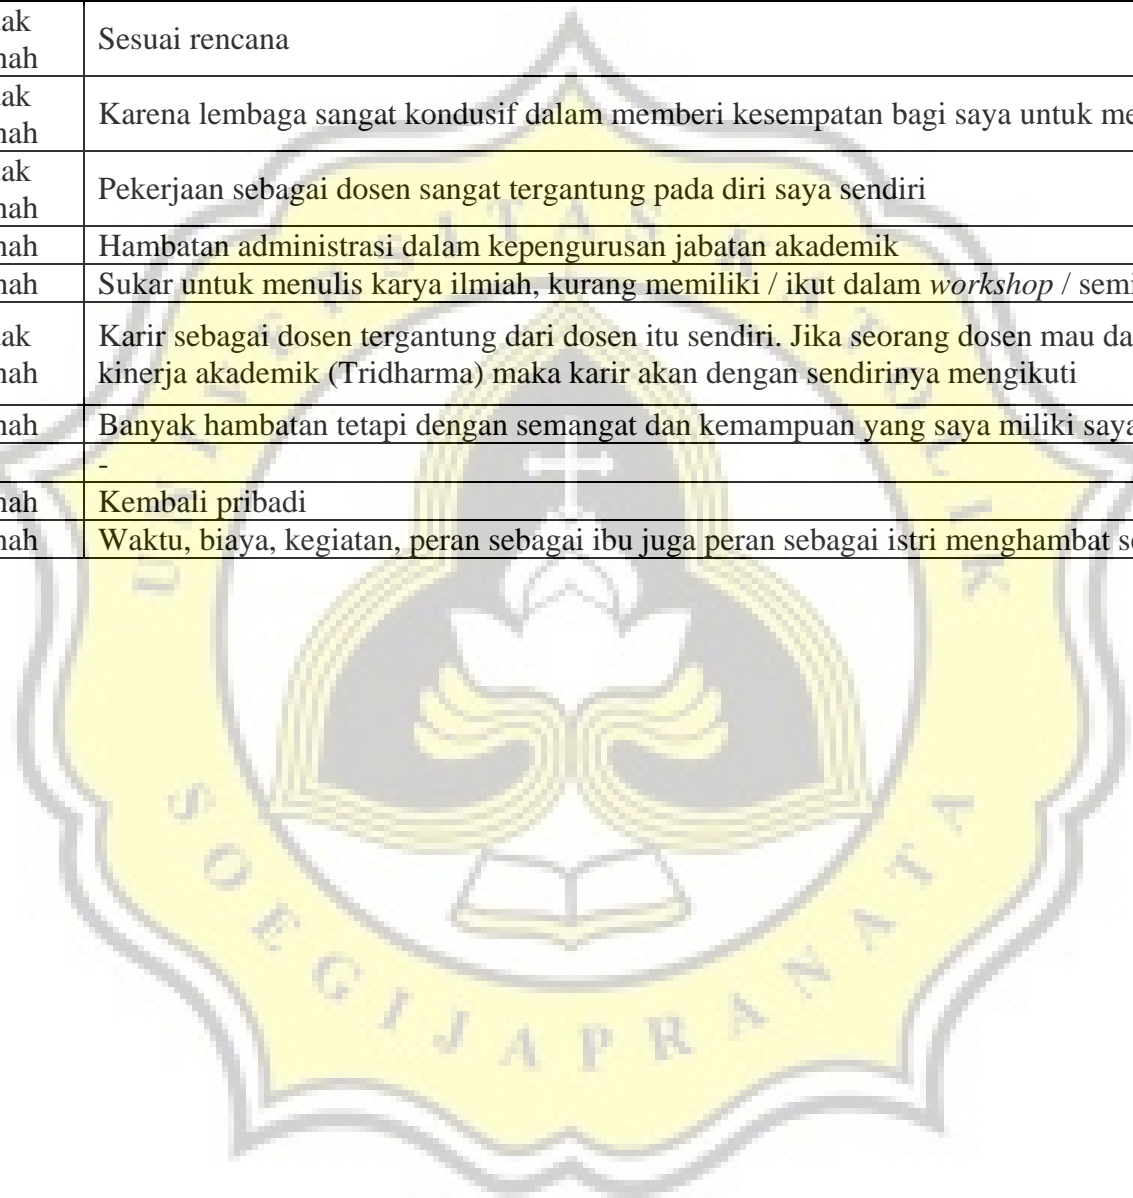 ak
nah
Sesuai rencana
ak
nah
Karena lembaga sangat kondusif dalam memberi kesempatan bagi saya untuk me
ak
nah
Pekerjaan sebagai dosen sangat tergantung pada diri saya sendiri
nah
Hambatan administrasi dalam kepengurusan jabatan akademik
nah
Sukar untuk menulis karya ilmiah, kurang memiliki / ikut dalam workshop / semi
ak
nah
Karir sebagai dosen tergantung dari dosen itu sendiri. Jika seorang dosen mau da
kinerja akademik (Tridharma) maka karir akan dengan sendirinya mengikuti
nah
Banyak hambatan tetapi dengan semangat dan kemampuan yang saya miliki saya
-
nah
Kembali pribadi
nah
Waktu, biaya, kegiatan, peran sebagai ibu juga peran sebagai istri menghambat se
UNIVERSITAS KATOLIK
SOEGIJAPRANATA